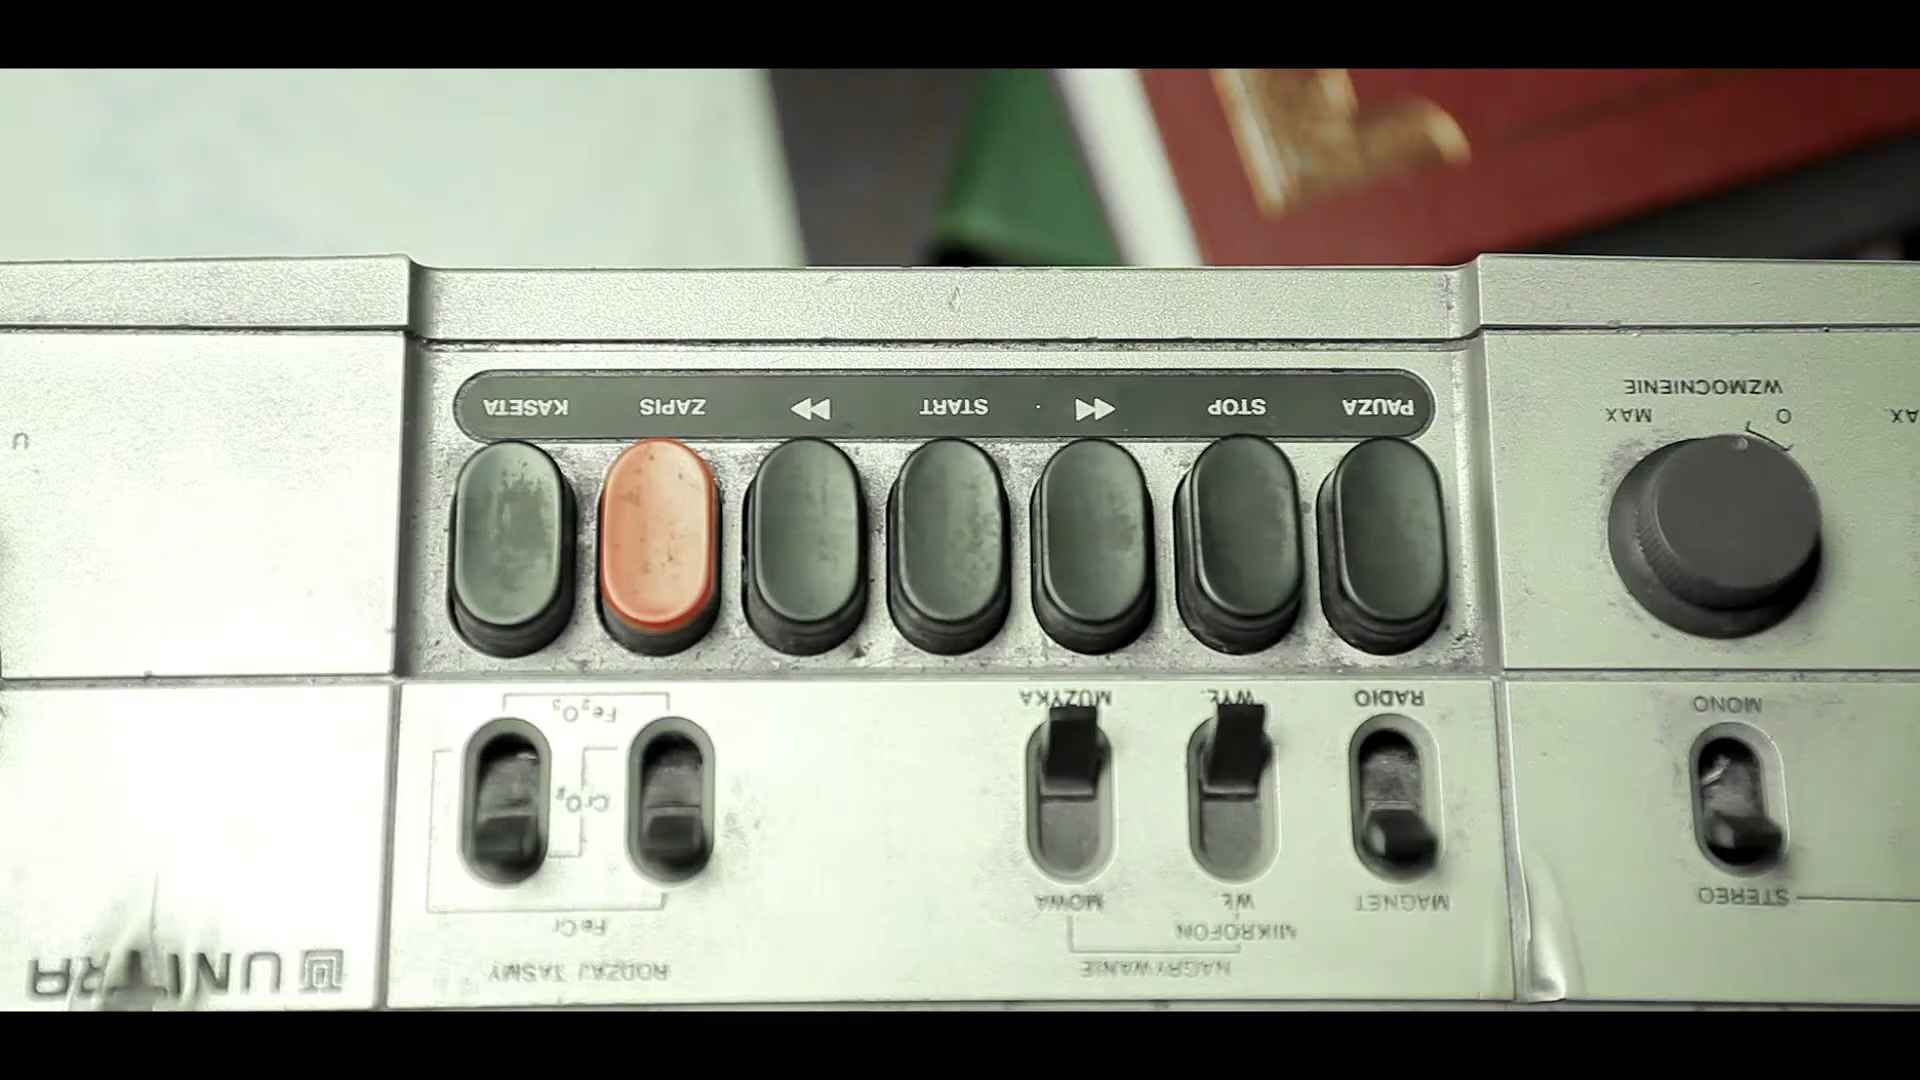 NAGRYWANIE RODZAJ TAŚMY UNITRA
MIKROFON FeCr
STEREO MAGNET WŁ. MOWA
CrO₂
MONO RADIO WYŁ. MUZYKA Fe₂O₃
O MAX PAUZA STOP START ZAPIS KASETA
WZMOCNIENIE